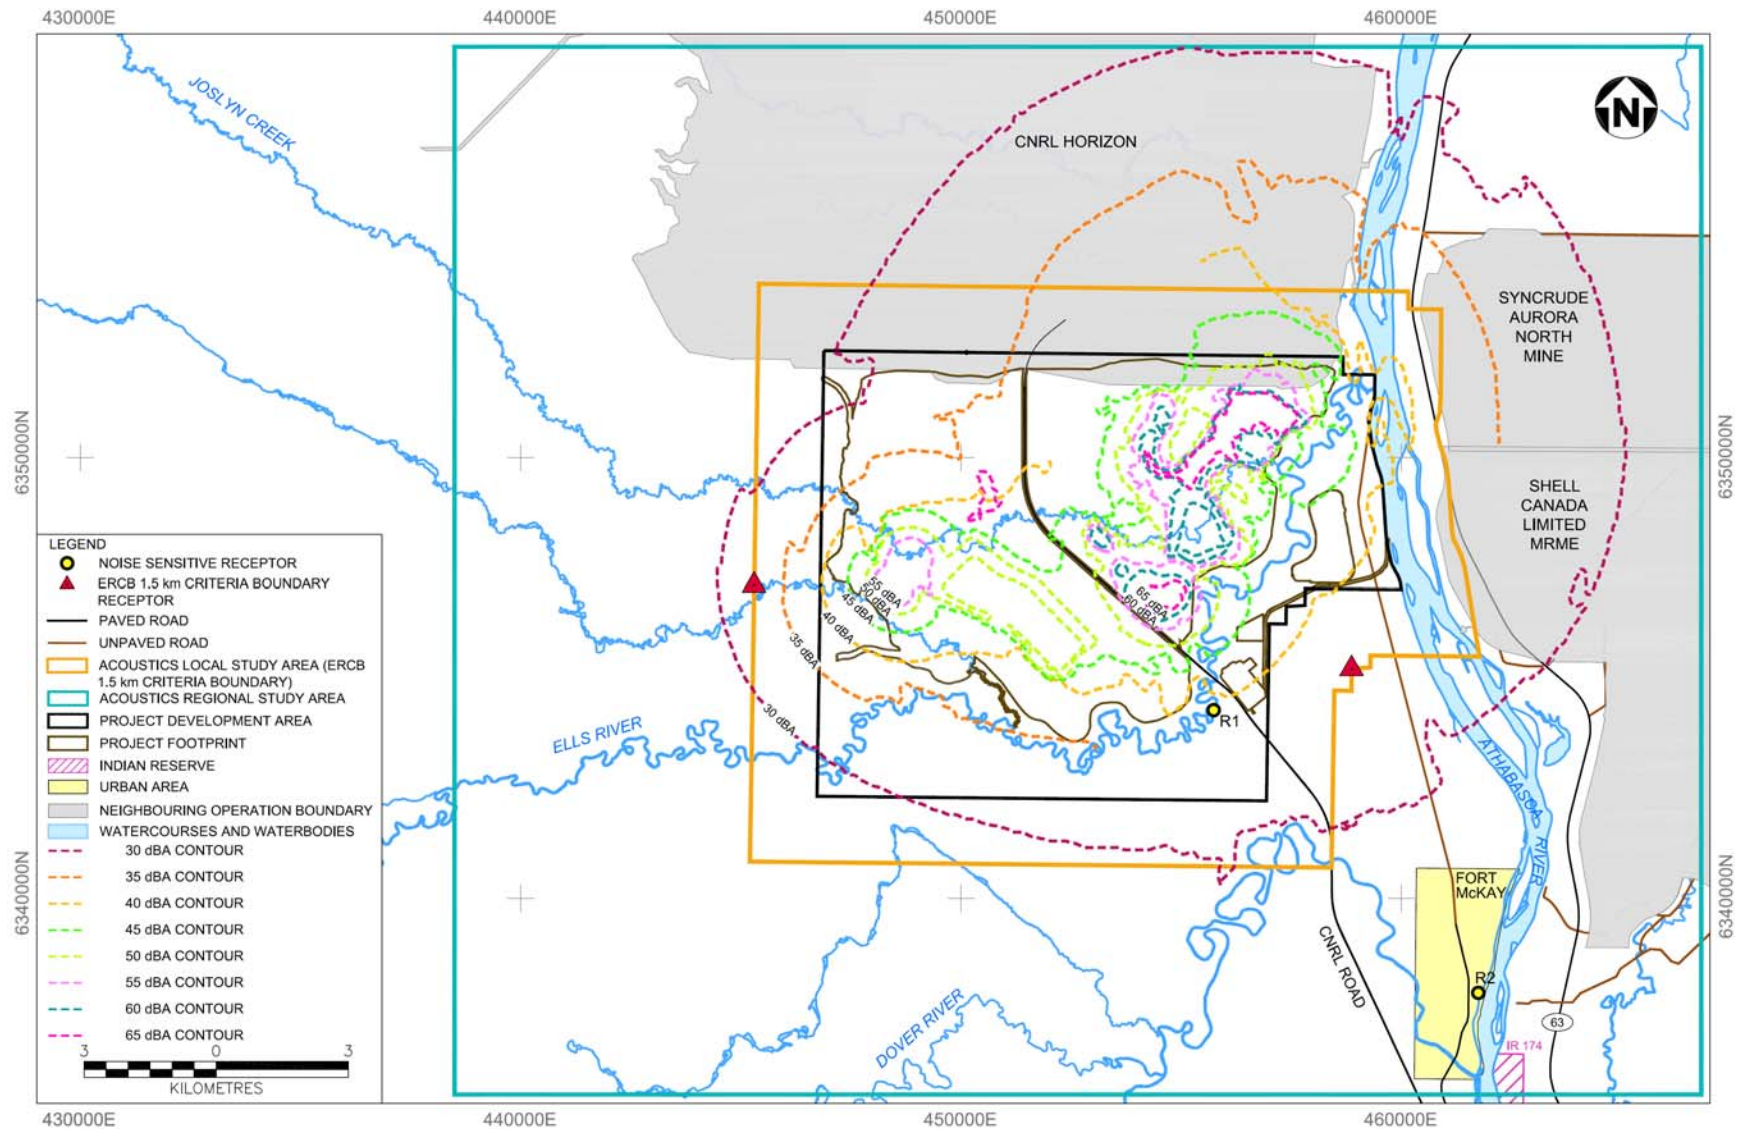 430000E
440000E
450000E
460000E
JOSLYN CREEK
CNRL HORIZON
N
SYNCRUDE
AURORA
NORTH
MINE
6350000N
6350000N
SHELL
CANADA
LIMITED
MRME
LEGEND
NOISE SENSITIVE RECEPTOR
ERCB 1.5 km CRITERIA BOUNDARY
RECEPTOR
PAVED ROAD
UNPAVED ROAD
ACOUSTICS LOCAL STUDY AREA (ERCB
1.5 km CRITERIA BOUNDARY)
ACOUSTICS REGIONAL STUDY AREA
PROJECT DEVELOPMENT AREA
PROJECT FOOTPRINT
INDIAN RESERVE
URBAN AREA
NEIGHBOURING OPERATION BOUNDARY
WATERCOURSES AND WATERBODIES
30 dBA CONTOUR
35 dBA CONTOUR
40 dBA CONTOUR
45 dBA CONTOUR
50 dBA CONTOUR
55 dBA CONTOUR
60 dBA CONTOUR
65 dBA CONTOUR
3 0 3
KILOMETRES
55 dBA
50 dBA
45 dBA
40 dBA
35 dBA
30 dBA
65 dBA
60 dBA
R1
ELLS RIVER
ATHABASCA RIVER
6340000N
6340000N
FORT
McKAY
CNRL ROAD
R2
DOVER RIVER
63
IR 174
430000E
440000E
450000E
460000E